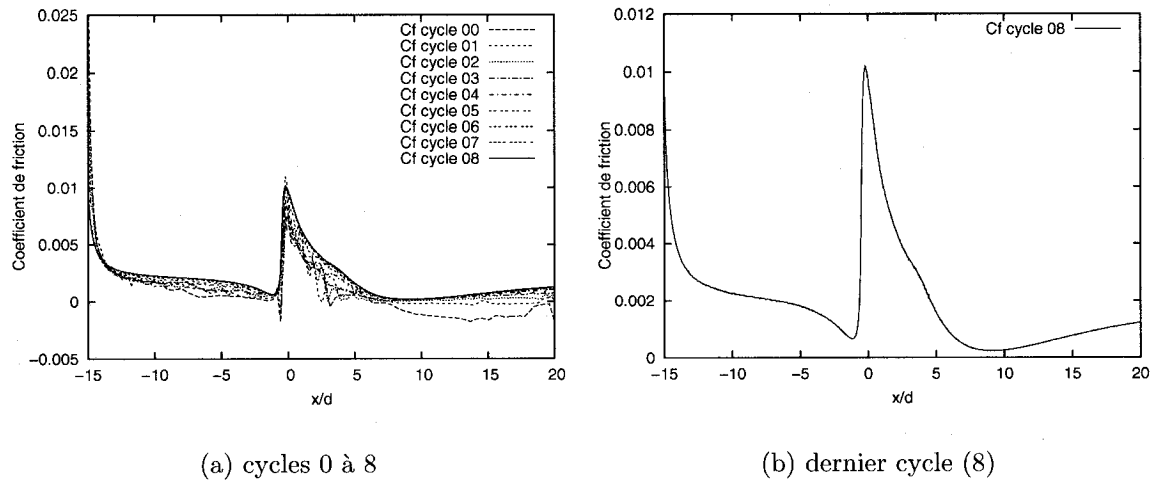 0.025
0.02
0.015
0.01
0.005
0
−0.005
Coefficient de friction
Cf cycle 00
Cf cycle 01
Cf cycle 02
Cf cycle 03
Cf cycle 04
Cf cycle 05
Cf cycle 06
Cf cycle 07
Cf cycle 08
−15 −10 −5 0 5 10 15 20
x/d
(a) cycles 0 à 8
0.012
0.01
0.008
0.006
0.004
0.002
0
Coefficient de friction
Cf cycle 08
−15 −10 −5 0 5 10 15 20
x/d
(b) dernier cycle (8)